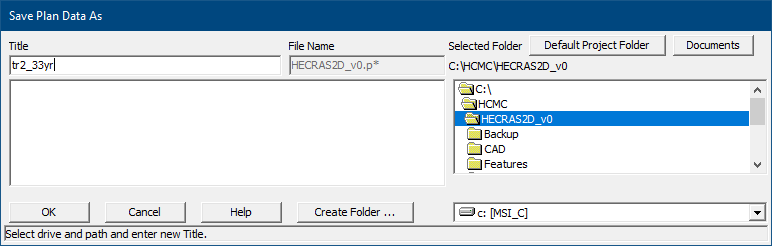 Save Plan Data As
Title
File Name
Selected Folder
Default Project Folder
Documents
tr2_33yr
HECRAS2D_v0.p*
C:\HCMC\HECRAS2D_v0
C:\
HCMC
HECRAS2D_v0
Backup
CAD
Features
OK
Cancel
Help
Create Folder ...
c: [MSI_C]
Select drive and path and enter new Title.